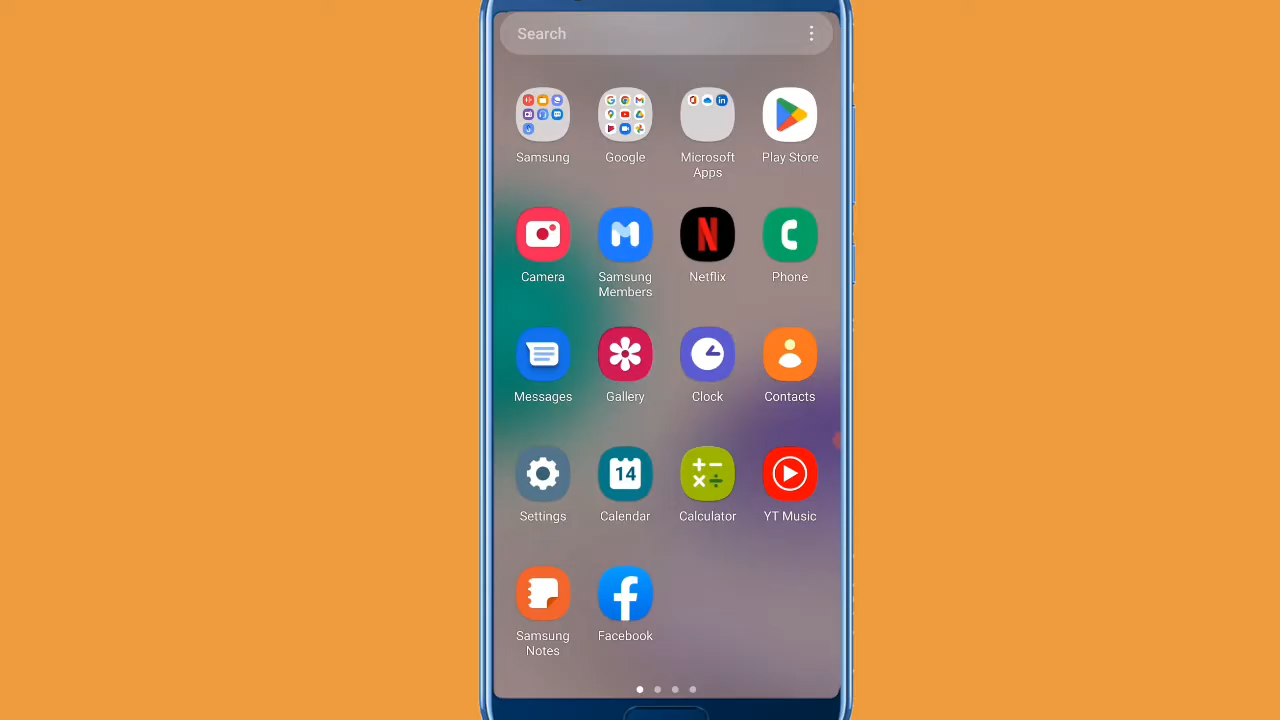 Search
Samsung
Google
Microsoft
Apps
Play Store
Camera
Samsung
Members
Netflix
Phone
Messages
Gallery
Clock
Contacts
Settings
14
Calendar
Calculator
YT Music
Samsung
Notes
Facebook